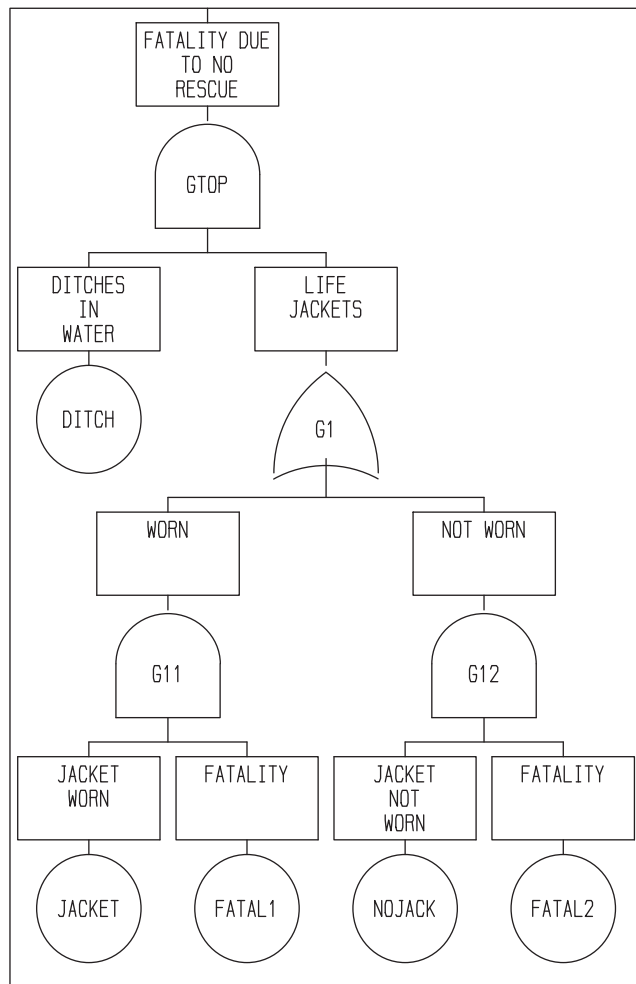 FATALITY DUE
TO NO
RESCUE
GTOP
DITCHES
IN
WATER
LIFE
JACKETS
DITCH
G1
WORN
NOT WORN
G11
G12
JACKET
WORN
FATALITY
JACKET
NOT
WORN
FATALITY
JACKET
FATAL1
NOJACK
FATAL2